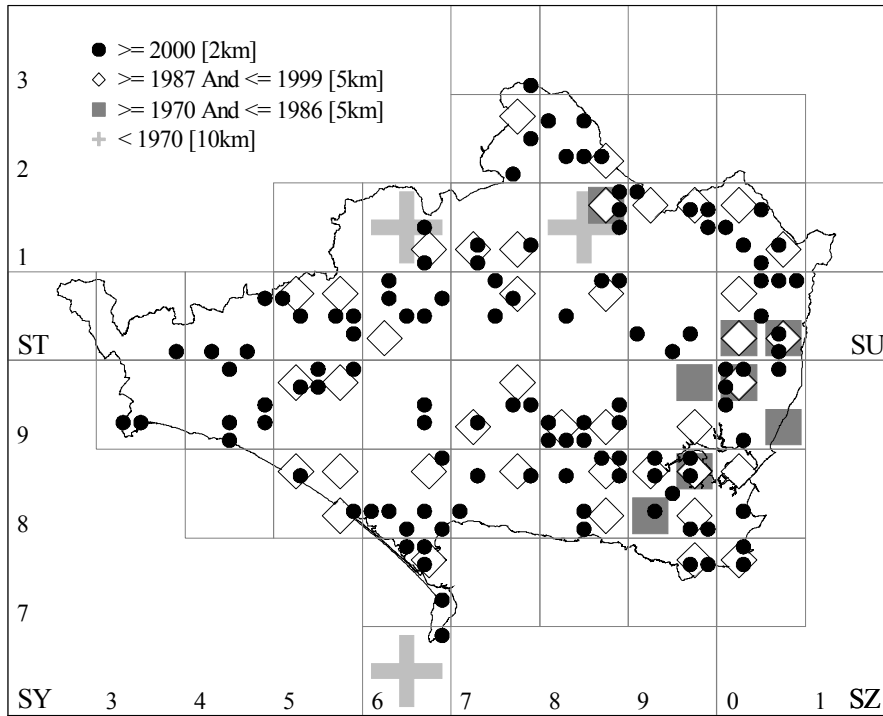 >= 2000 [2km]
>= 1987 And <= 1999 [5km]
>= 1970 And <= 1986 [5km]
< 1970 [10km]
3
2
1
ST
SU
9
8
7
SY 3 4 5 6 7 8 9 0 1 SZ